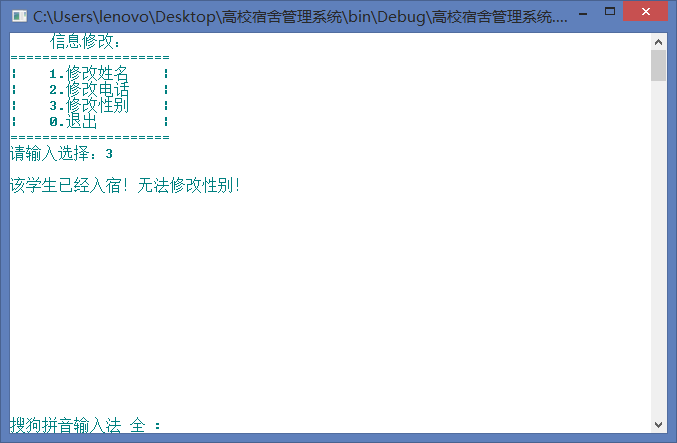 C:\Users\lenovo\Desktop\高校宿舍管理系统\bin\Debug\高校宿舍管理系统....
信息修改:
====================
¦ 1.修改姓名 ¦
¦ 2.修改电话 ¦
¦ 3.修改性别 ¦
¦ 0.退出 ¦
====================
请输入选择：3
该学生已经入宿！无法修改性别！
搜狗拼音输入法 全 ：